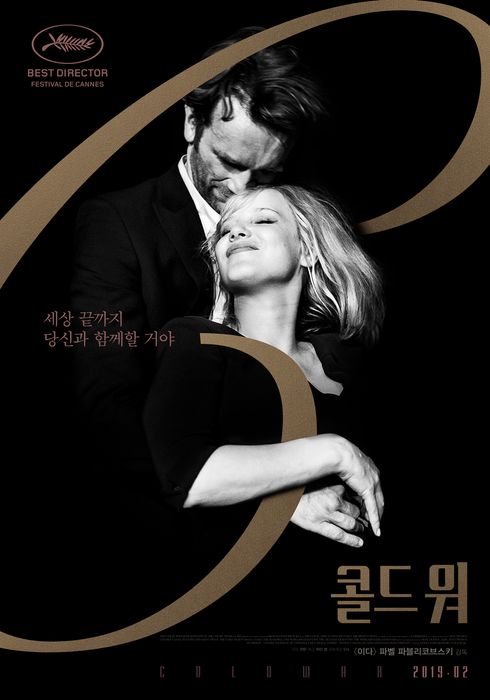 BEST DIRECTOR
FESTIVAL DE CANNES
세상 끝까지
당신과 함께할 거야
콜드 워
<이다> 파벨 파블리코브스키 감독
COLD WAR 2019·02